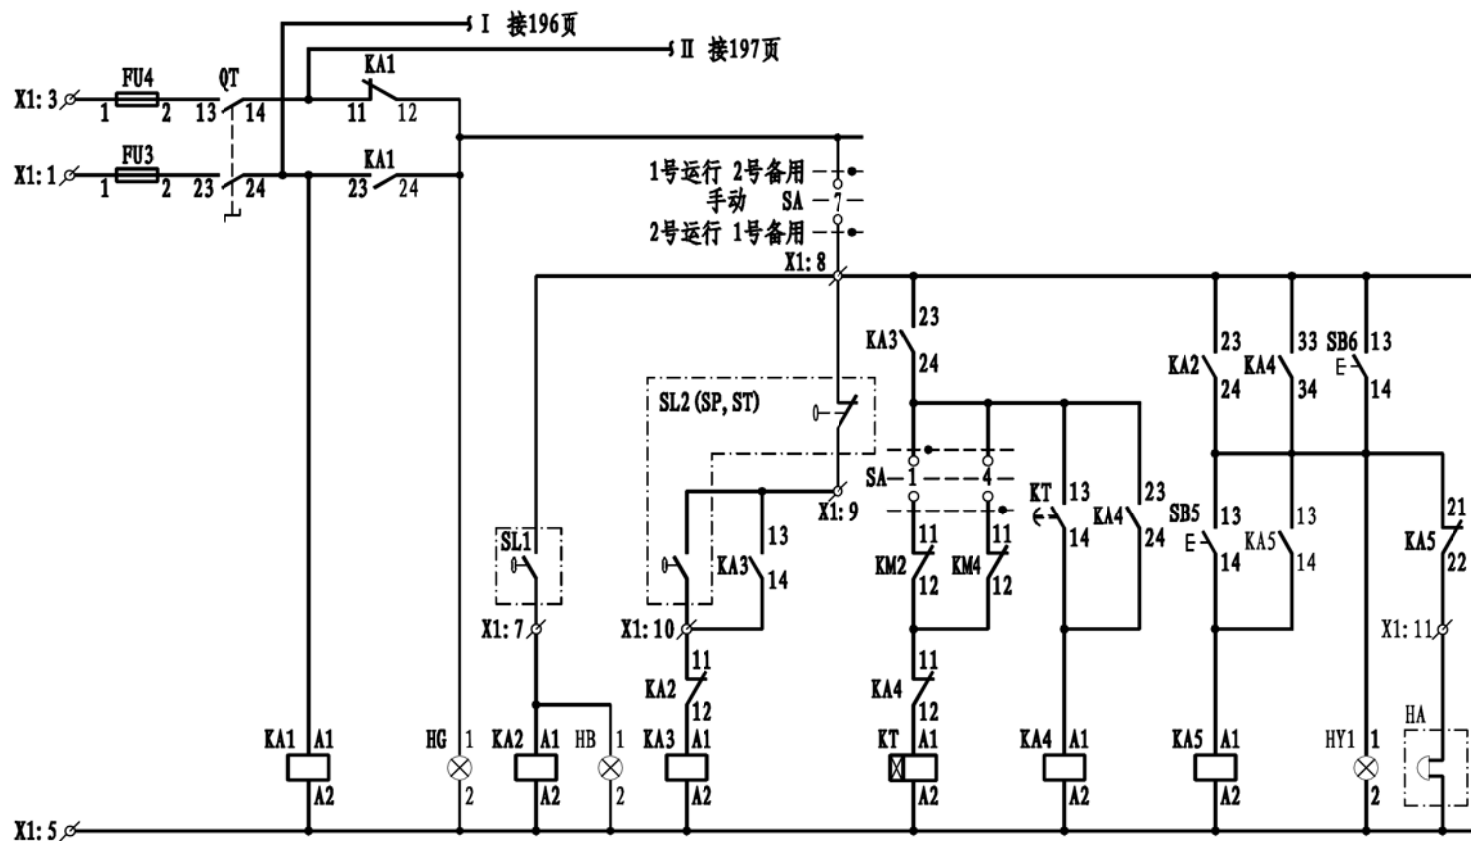 I 接196页
II 接197页
FU4 QT KA1
X1:3 1 2 13 14 11 12
FU3 KA1
X1:1 1 2 23 24 23 24
1号运行 2号备用
手动 SA 7
2号运行 1号备用
X1:8
23 23 33 SB6 13
KA3 KA2 KA4 E
24 24 34 14
SL2(SP,ST)
SA 1 4
X1:9
KT 13 23 SB5 13 13 21
KA4 E KA5 KA5
14 24 14 14 22
SL1 13 11 11
KA3 KM2 KM4
14 12 12
X1:7 X1:10 X1:11
11 11
KA2 KA4
12 12
HA
KA1 A1 HG 1 KA2 A1 HB 1 KA3 A1 KT A1 KA4 A1 KA5 A1 HY1 1
A2 2 A2 2 A2 A2 A2 A2 2
X1:5